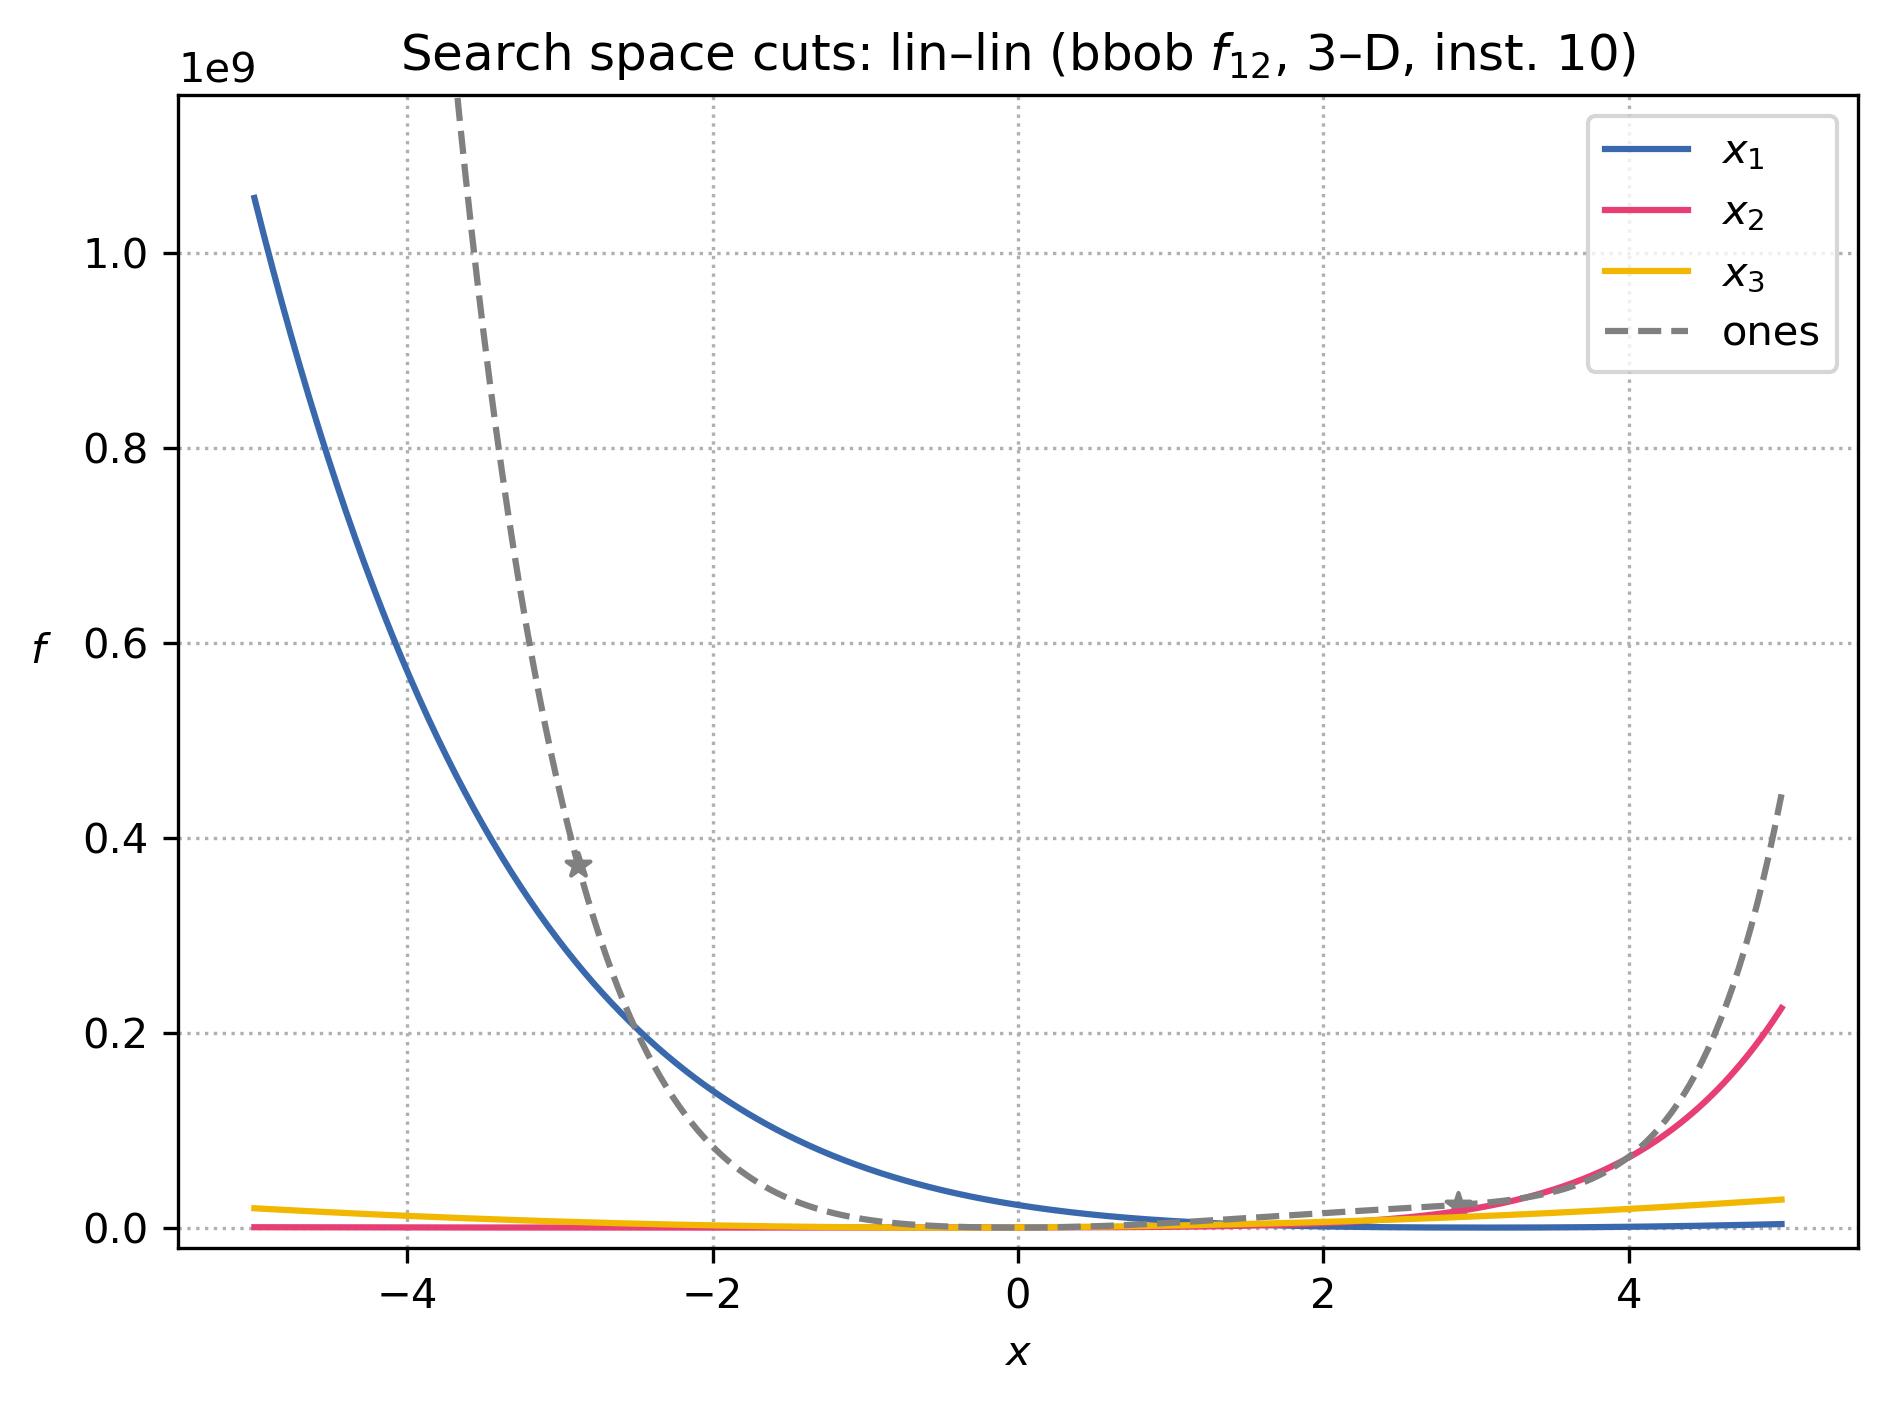 Search space cuts: lin–lin (bbob f12, 3–D, inst. 10)
1e9
x1
x2
x3
ones
1.0
0.8
0.6
0.4
0.2
0.0
f
−4 −2 0 2 4
x